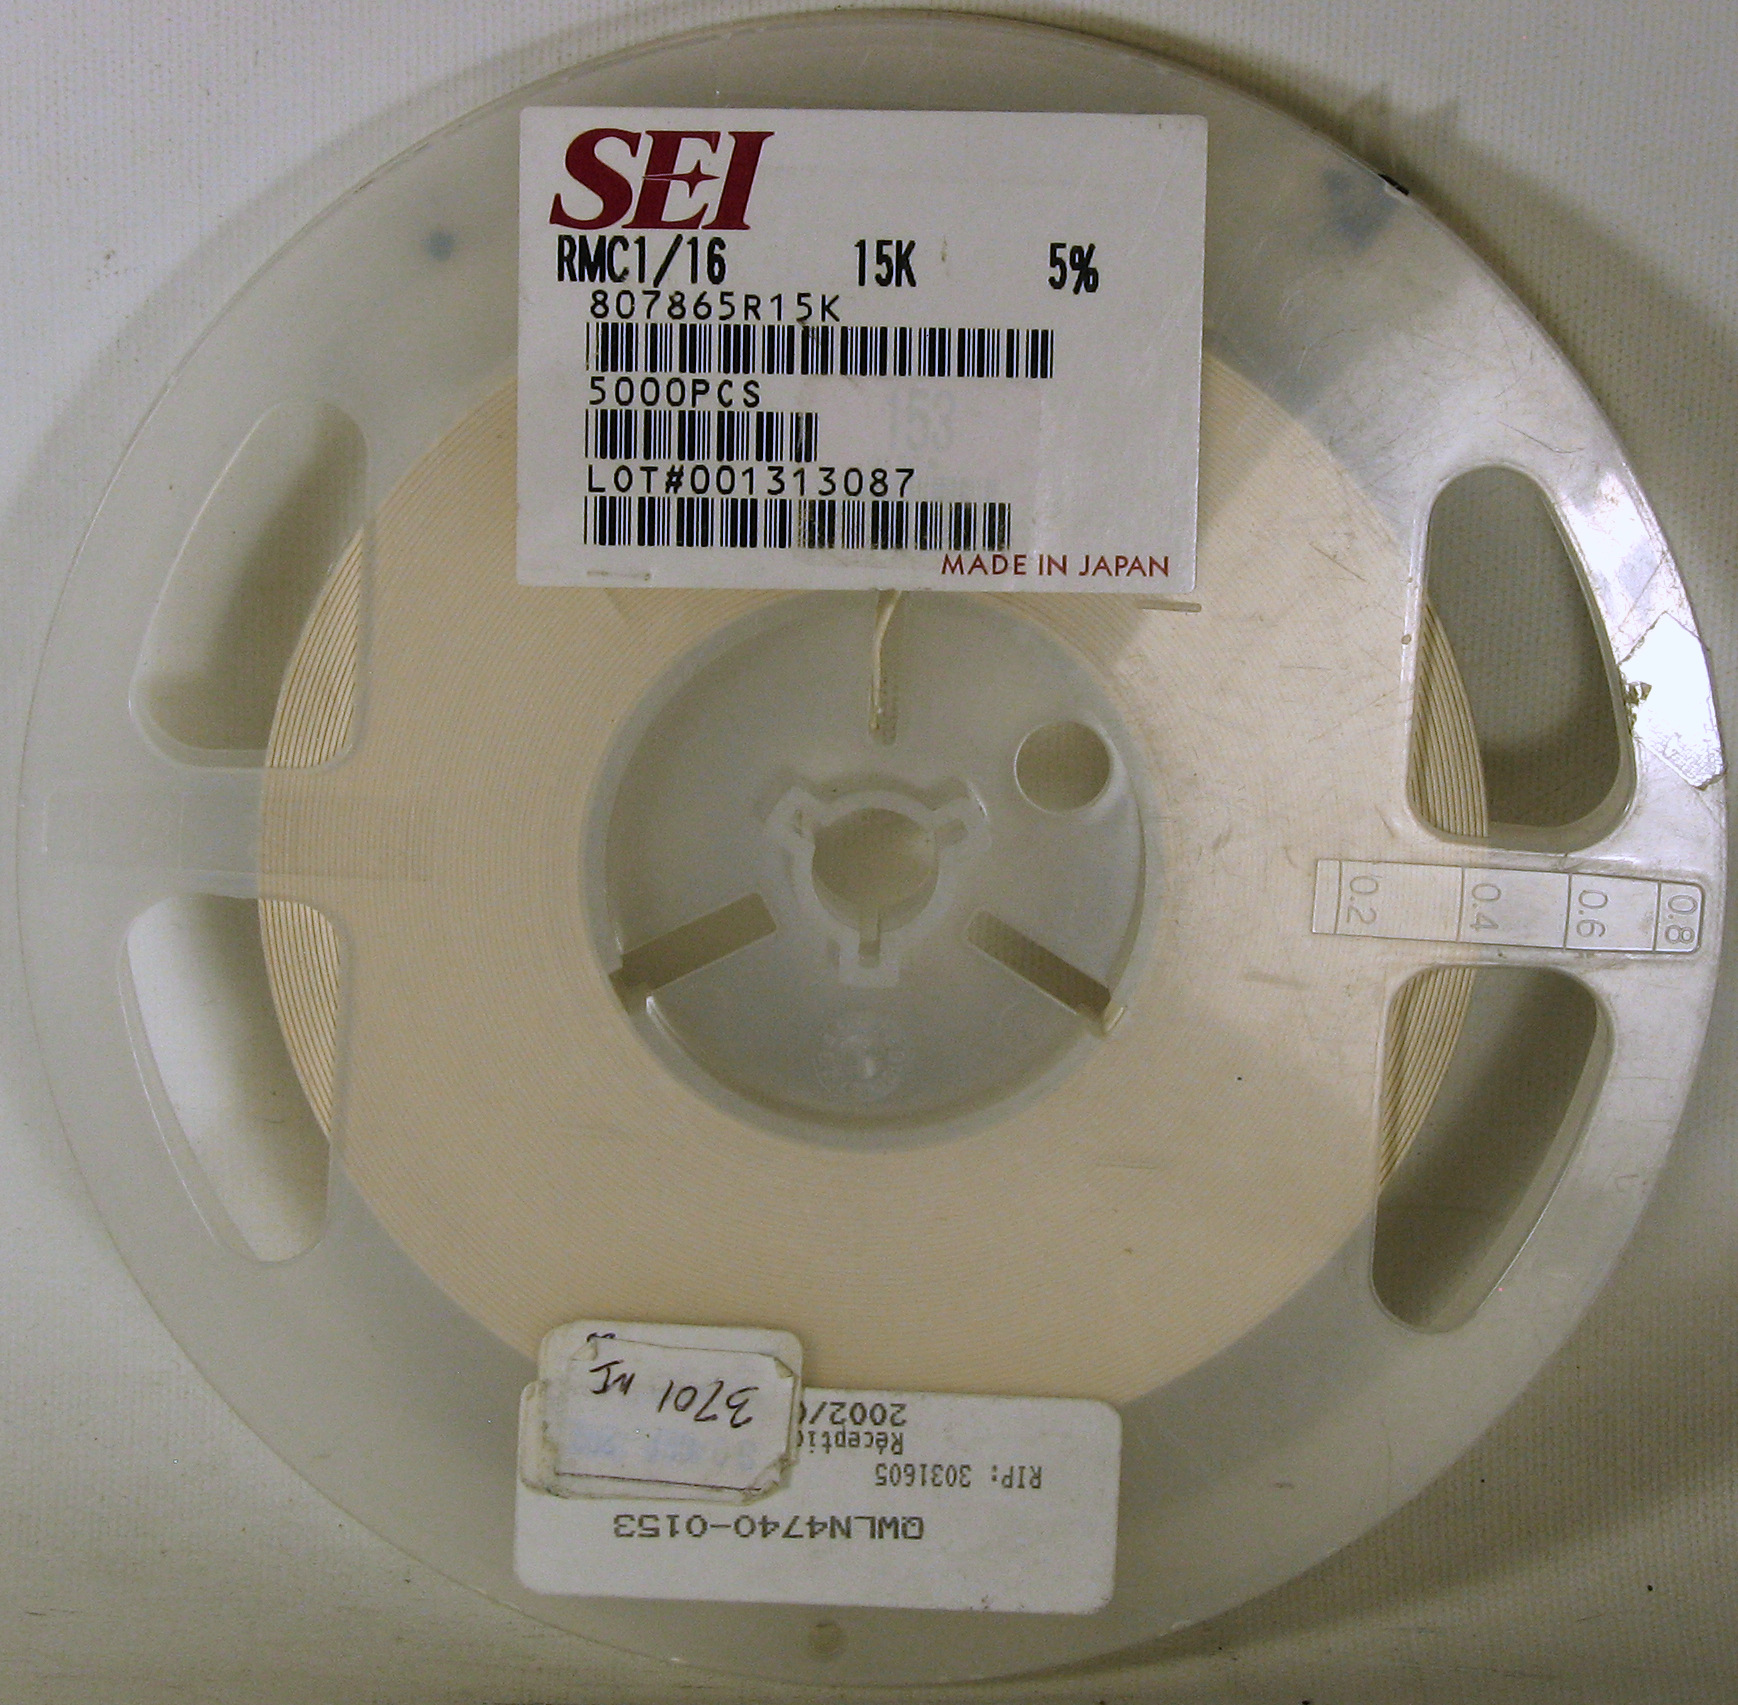 SEI
RMC1/16 15K 5%
807865R15K
5000PCS
153
LOT#001313087
MADE IN JAPAN
0.2 0.4 0.6 0.8
QWLN4740-0153
RIP: 3031605
2002/
3701